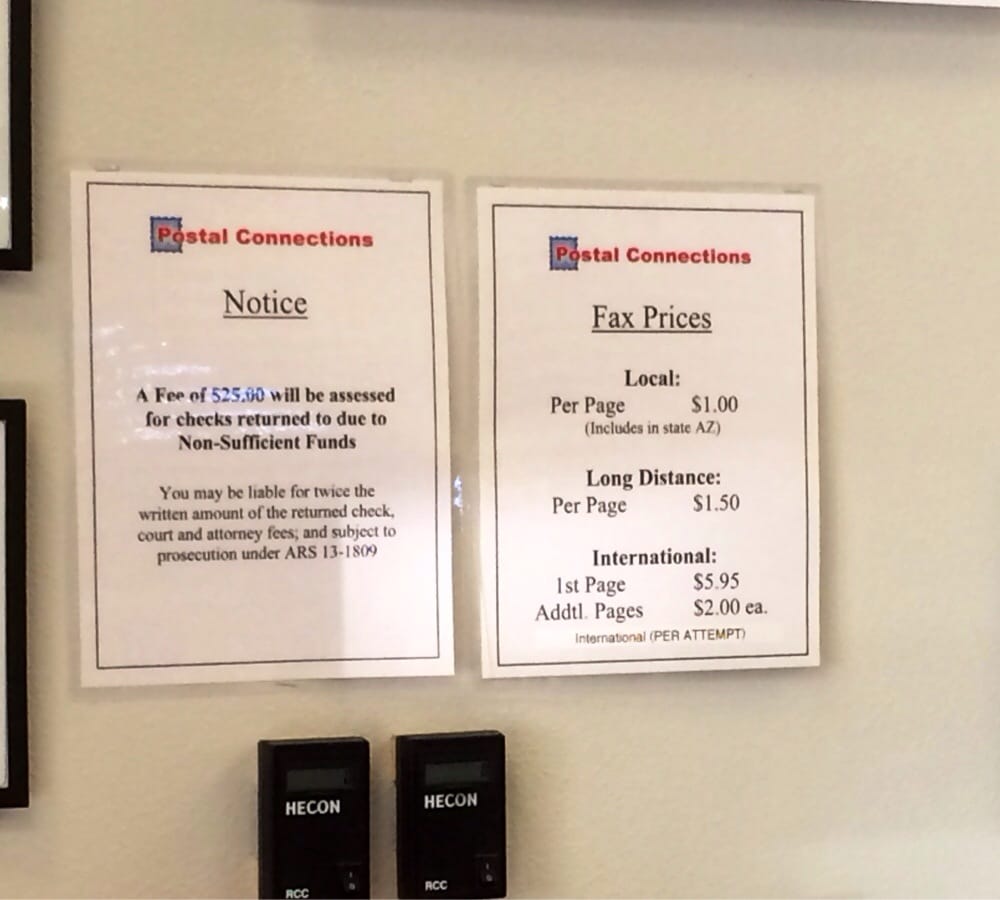 Postal Connections
Notice
A Fee of $25.00 will be assessed
for checks returned to due to
Non-Sufficient Funds
You may be liable for twice the
written amount of the returned check,
court and attorney fees; and subject to
prosecution under ARS 13-1809
Postal Connections
Fax Prices
Local:
Per Page $1.00
(Includes in state AZ)
Long Distance:
Per Page $1.50
International:
1st Page $5.95
Addtl. Pages $2.00 ea.
International (PER ATTEMPT)
HECON
RCC
HECON
RCC